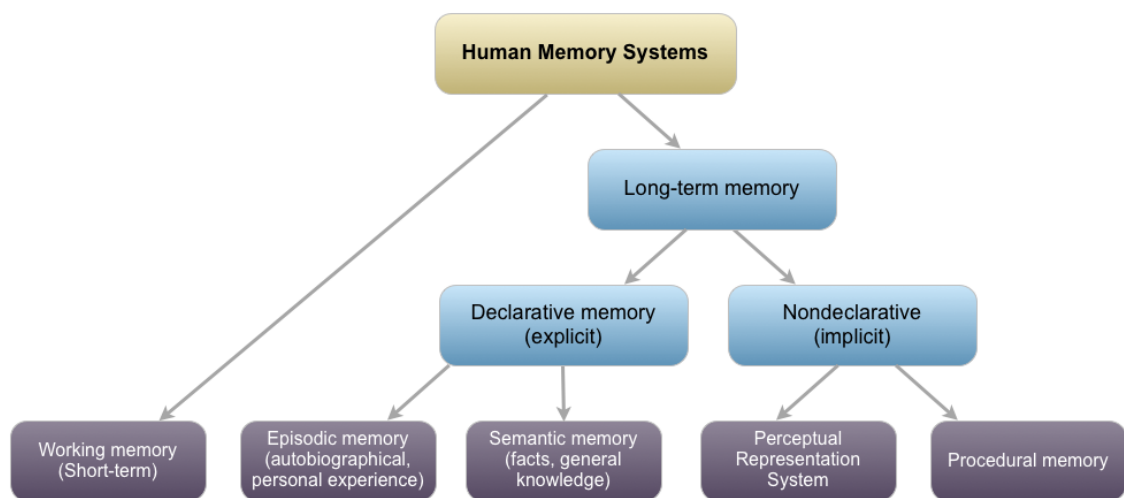 Human Memory Systems
Long-term memory
Declarative memory
(explicit)
Nondeclarative
(implicit)
Working memory
(Short-term)
Episodic memory
(autobiographical,
personal experience)
Semantic memory
(facts, general
knowledge)
Perceptual
Representation
System
Procedural memory